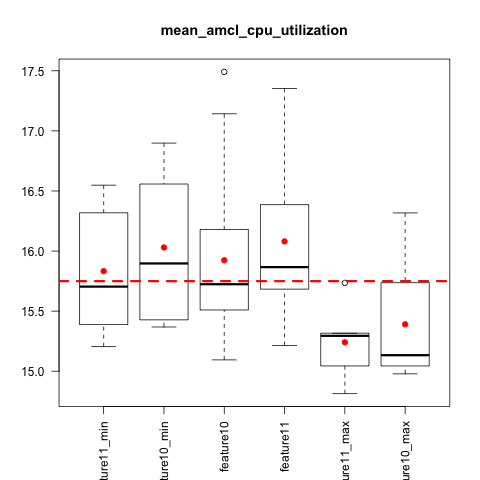 mean_amcl_cpu_utilization
17.5
17.0
16.5
16.0
15.5
15.0
ture11_min
ture10_min
feature10
feature11
ure11_max
ure10_max